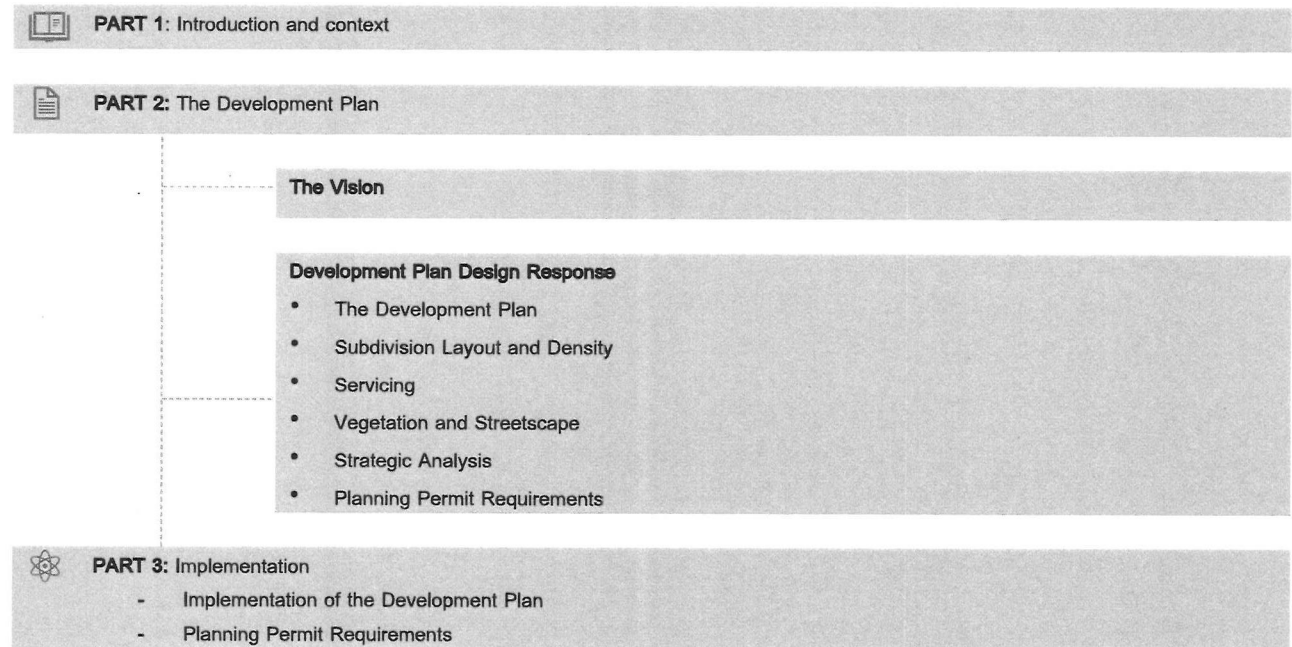 PART 1: Introduction and context
PART 2: The Development Plan
The Vision
Development Plan Design Response
• The Development Plan
• Subdivision Layout and Density
• Servicing
• Vegetation and Streetscape
• Strategic Analysis
• Planning Permit Requirements
PART 3: Implementation
- Implementation of the Development Plan
- Planning Permit Requirements